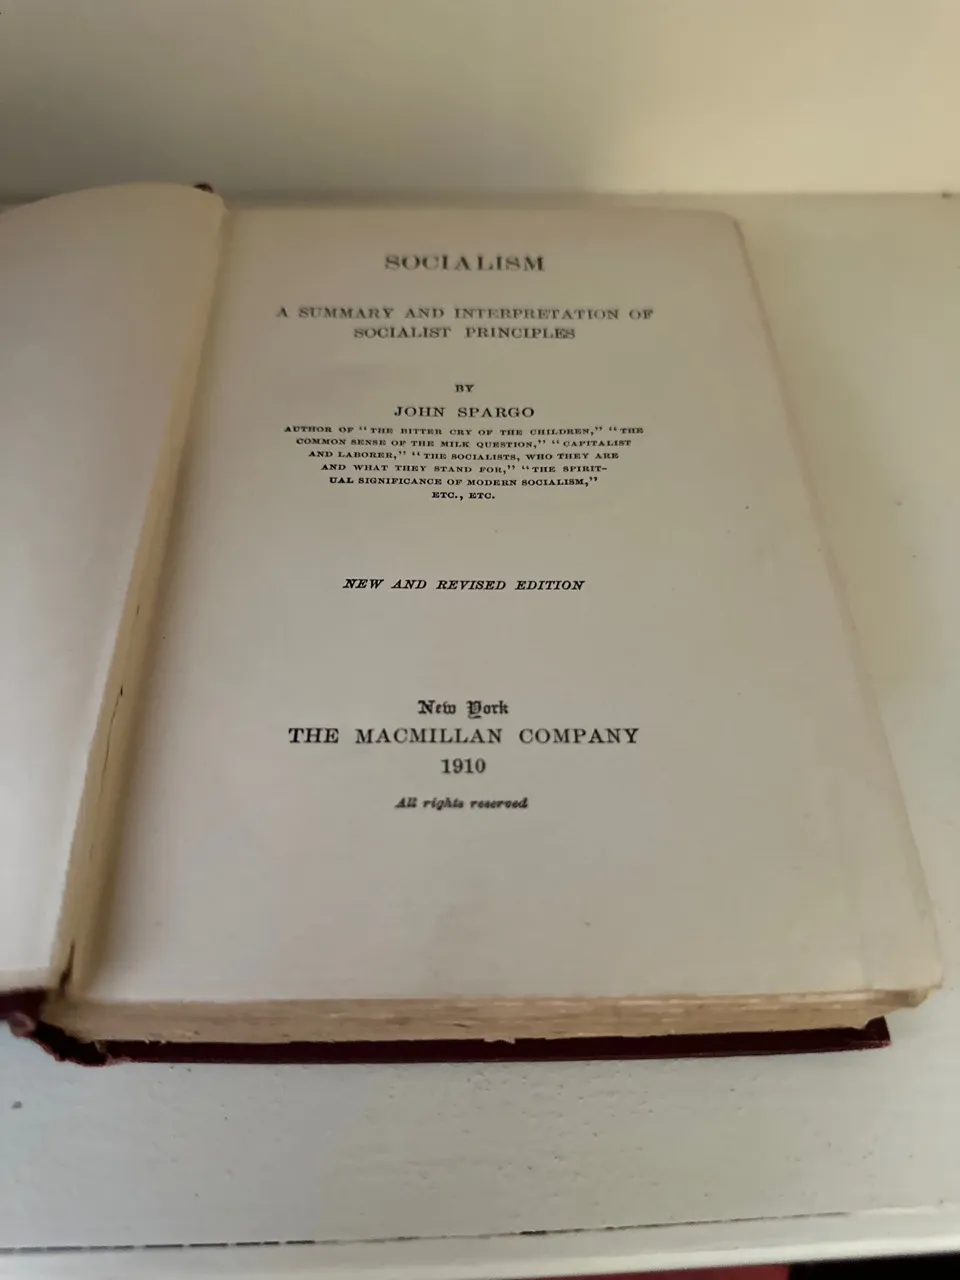 SOCIALISM
A SUMMARY AND INTERPRETATION OF
SOCIALIST PRINCIPLES
BY
JOHN SPARGO
AUTHOR OF "THE BITTER CRY OF THE CHILDREN," "THE
COMMON SENSE OF THE MILK QUESTION," "CAPITALIST
AND LABORER," "THE SOCIALISTS, WHO THEY ARE
AND WHAT THEY STAND FOR," "THE SPIRIT-
UAL SIGNIFICANCE OF MODERN SOCIALISM,"
ETC., ETC.
NEW AND REVISED EDITION
New York
THE MACMILLAN COMPANY
1910
All rights reserved